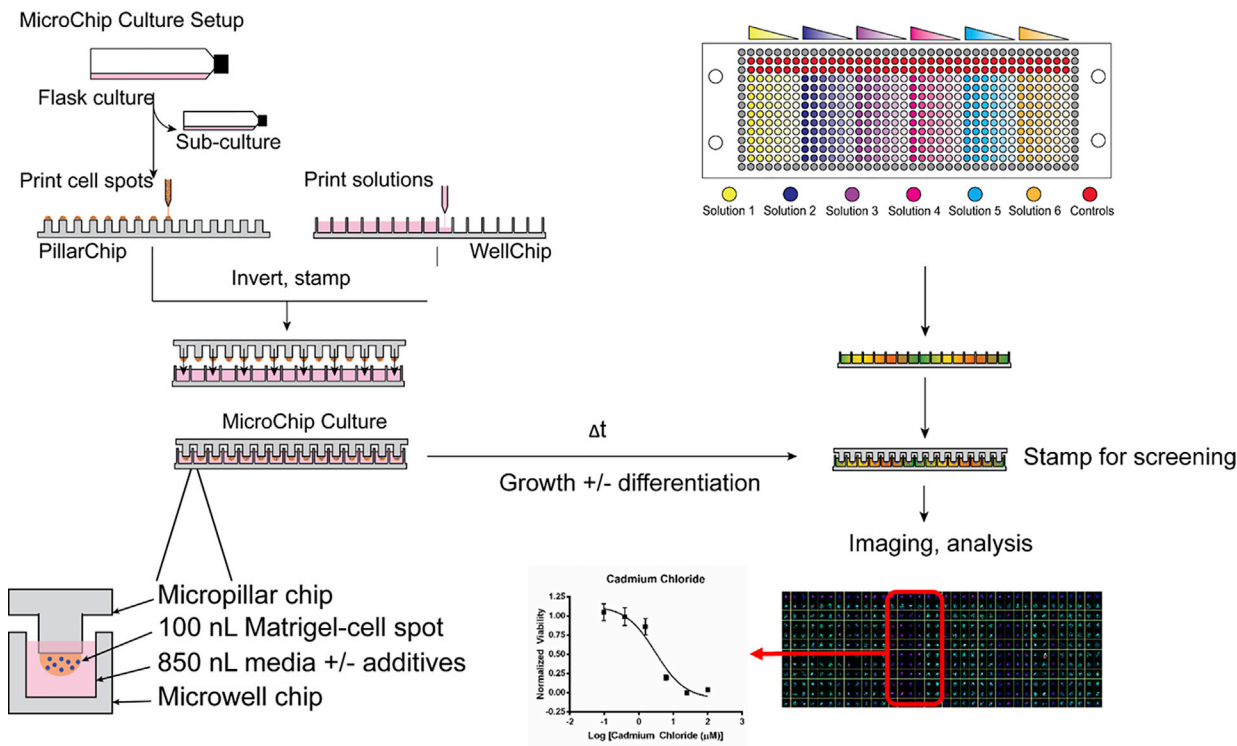 MicroChip Culture Setup
Flask culture
Sub-culture
Print cell spots
Print solutions
PillarChip
WellChip
Invert, stamp
MicroChip Culture
Δt
Growth +/- differentiation
Micropillar chip
100 nL Matrigel-cell spot
850 nL media +/- additives
Microwell chip
Solution 1
Solution 2
Solution 3
Solution 4
Solution 5
Solution 6
Controls
Stamp for screening
Imaging, analysis
Cadmium Chloride
Normalized Viability
1.25
1.00
0.75
0.50
0.25
0.00
-0.25
-2
-1
0
1
2
3
Log [Cadmium Chloride (μM)]